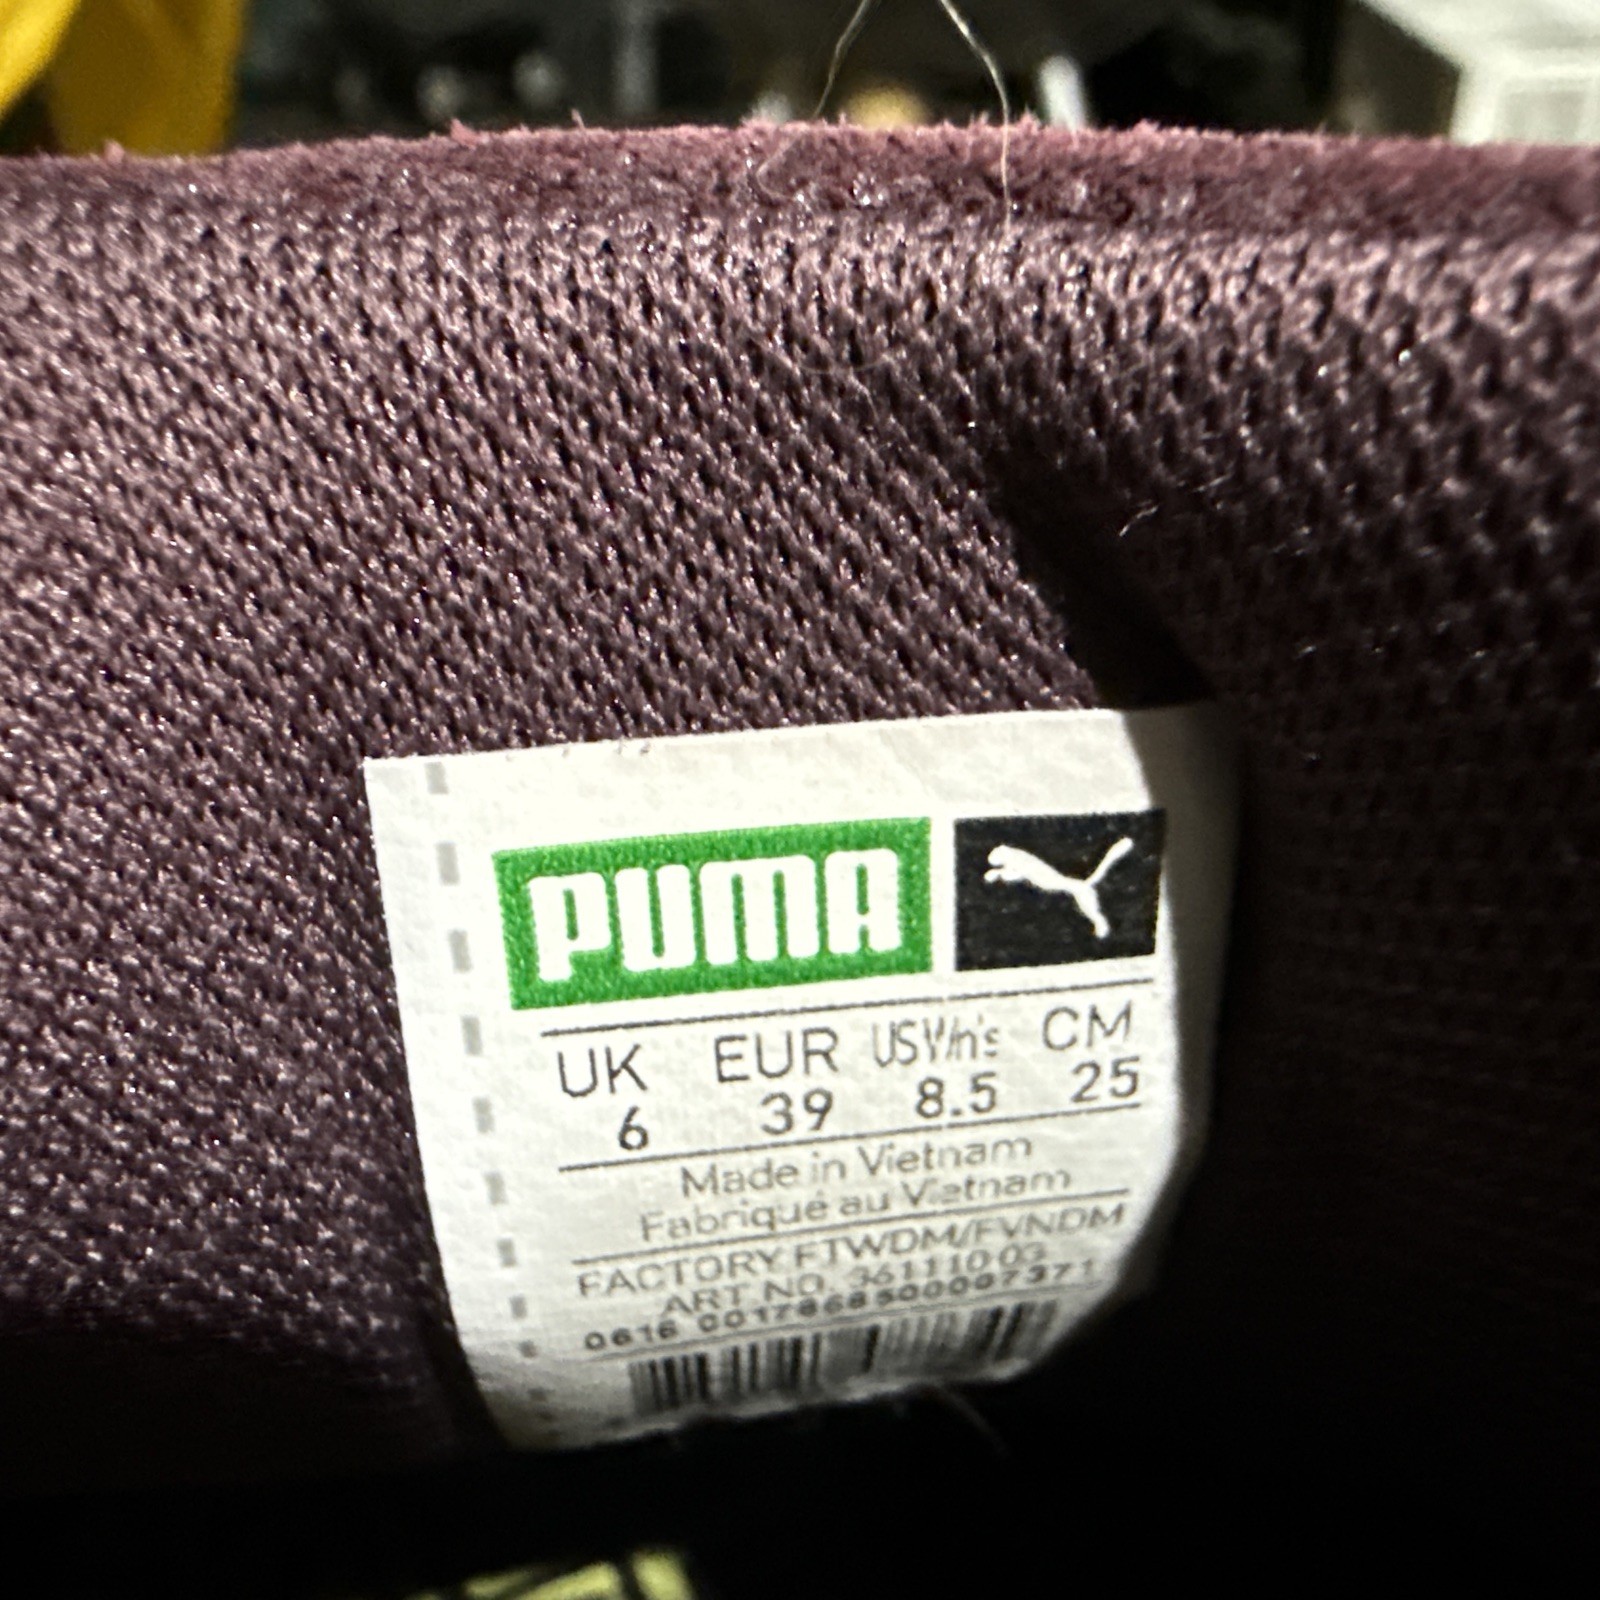 PUMA
UK EUR US Wn's CM
6 39 8.5 25
Made in Vietnam
Fabriqué au Vietnam
FACTORY FTWDM/FVNDM
ART NO. 361110 03
0616